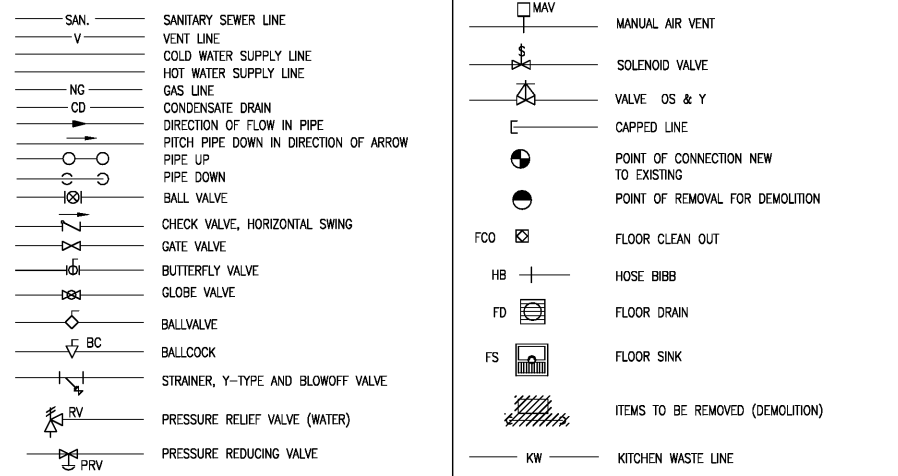 SAN. SANITARY SEWER LINE
V VENT LINE
COLD WATER SUPPLY LINE
HOT WATER SUPPLY LINE
NG GAS LINE
CD CONDENSATE DRAIN
DIRECTION OF FLOW IN PIPE
PITCH PIPE DOWN IN DIRECTION OF ARROW
PIPE UP
PIPE DOWN
BALL VALVE
CHECK VALVE, HORIZONTAL SWING
GATE VALVE
BUTTERFLY VALVE
GLOBE VALVE
BALLVALVE
BC BALLCOCK
STRAINER, Y-TYPE AND BLOWOFF VALVE
RV PRESSURE RELIEF VALVE (WATER)
PRV PRESSURE REDUCING VALVE
MAV MANUAL AIR VENT
S SOLENOID VALVE
VALVE OS & Y
CAPPED LINE
POINT OF CONNECTION NEW
TO EXISTING
POINT OF REMOVAL FOR DEMOLITION
FCO FLOOR CLEAN OUT
HB HOSE BIBB
FD FLOOR DRAIN
FS FLOOR SINK
ITEMS TO BE REMOVED (DEMOLITION)
KW KITCHEN WASTE LINE